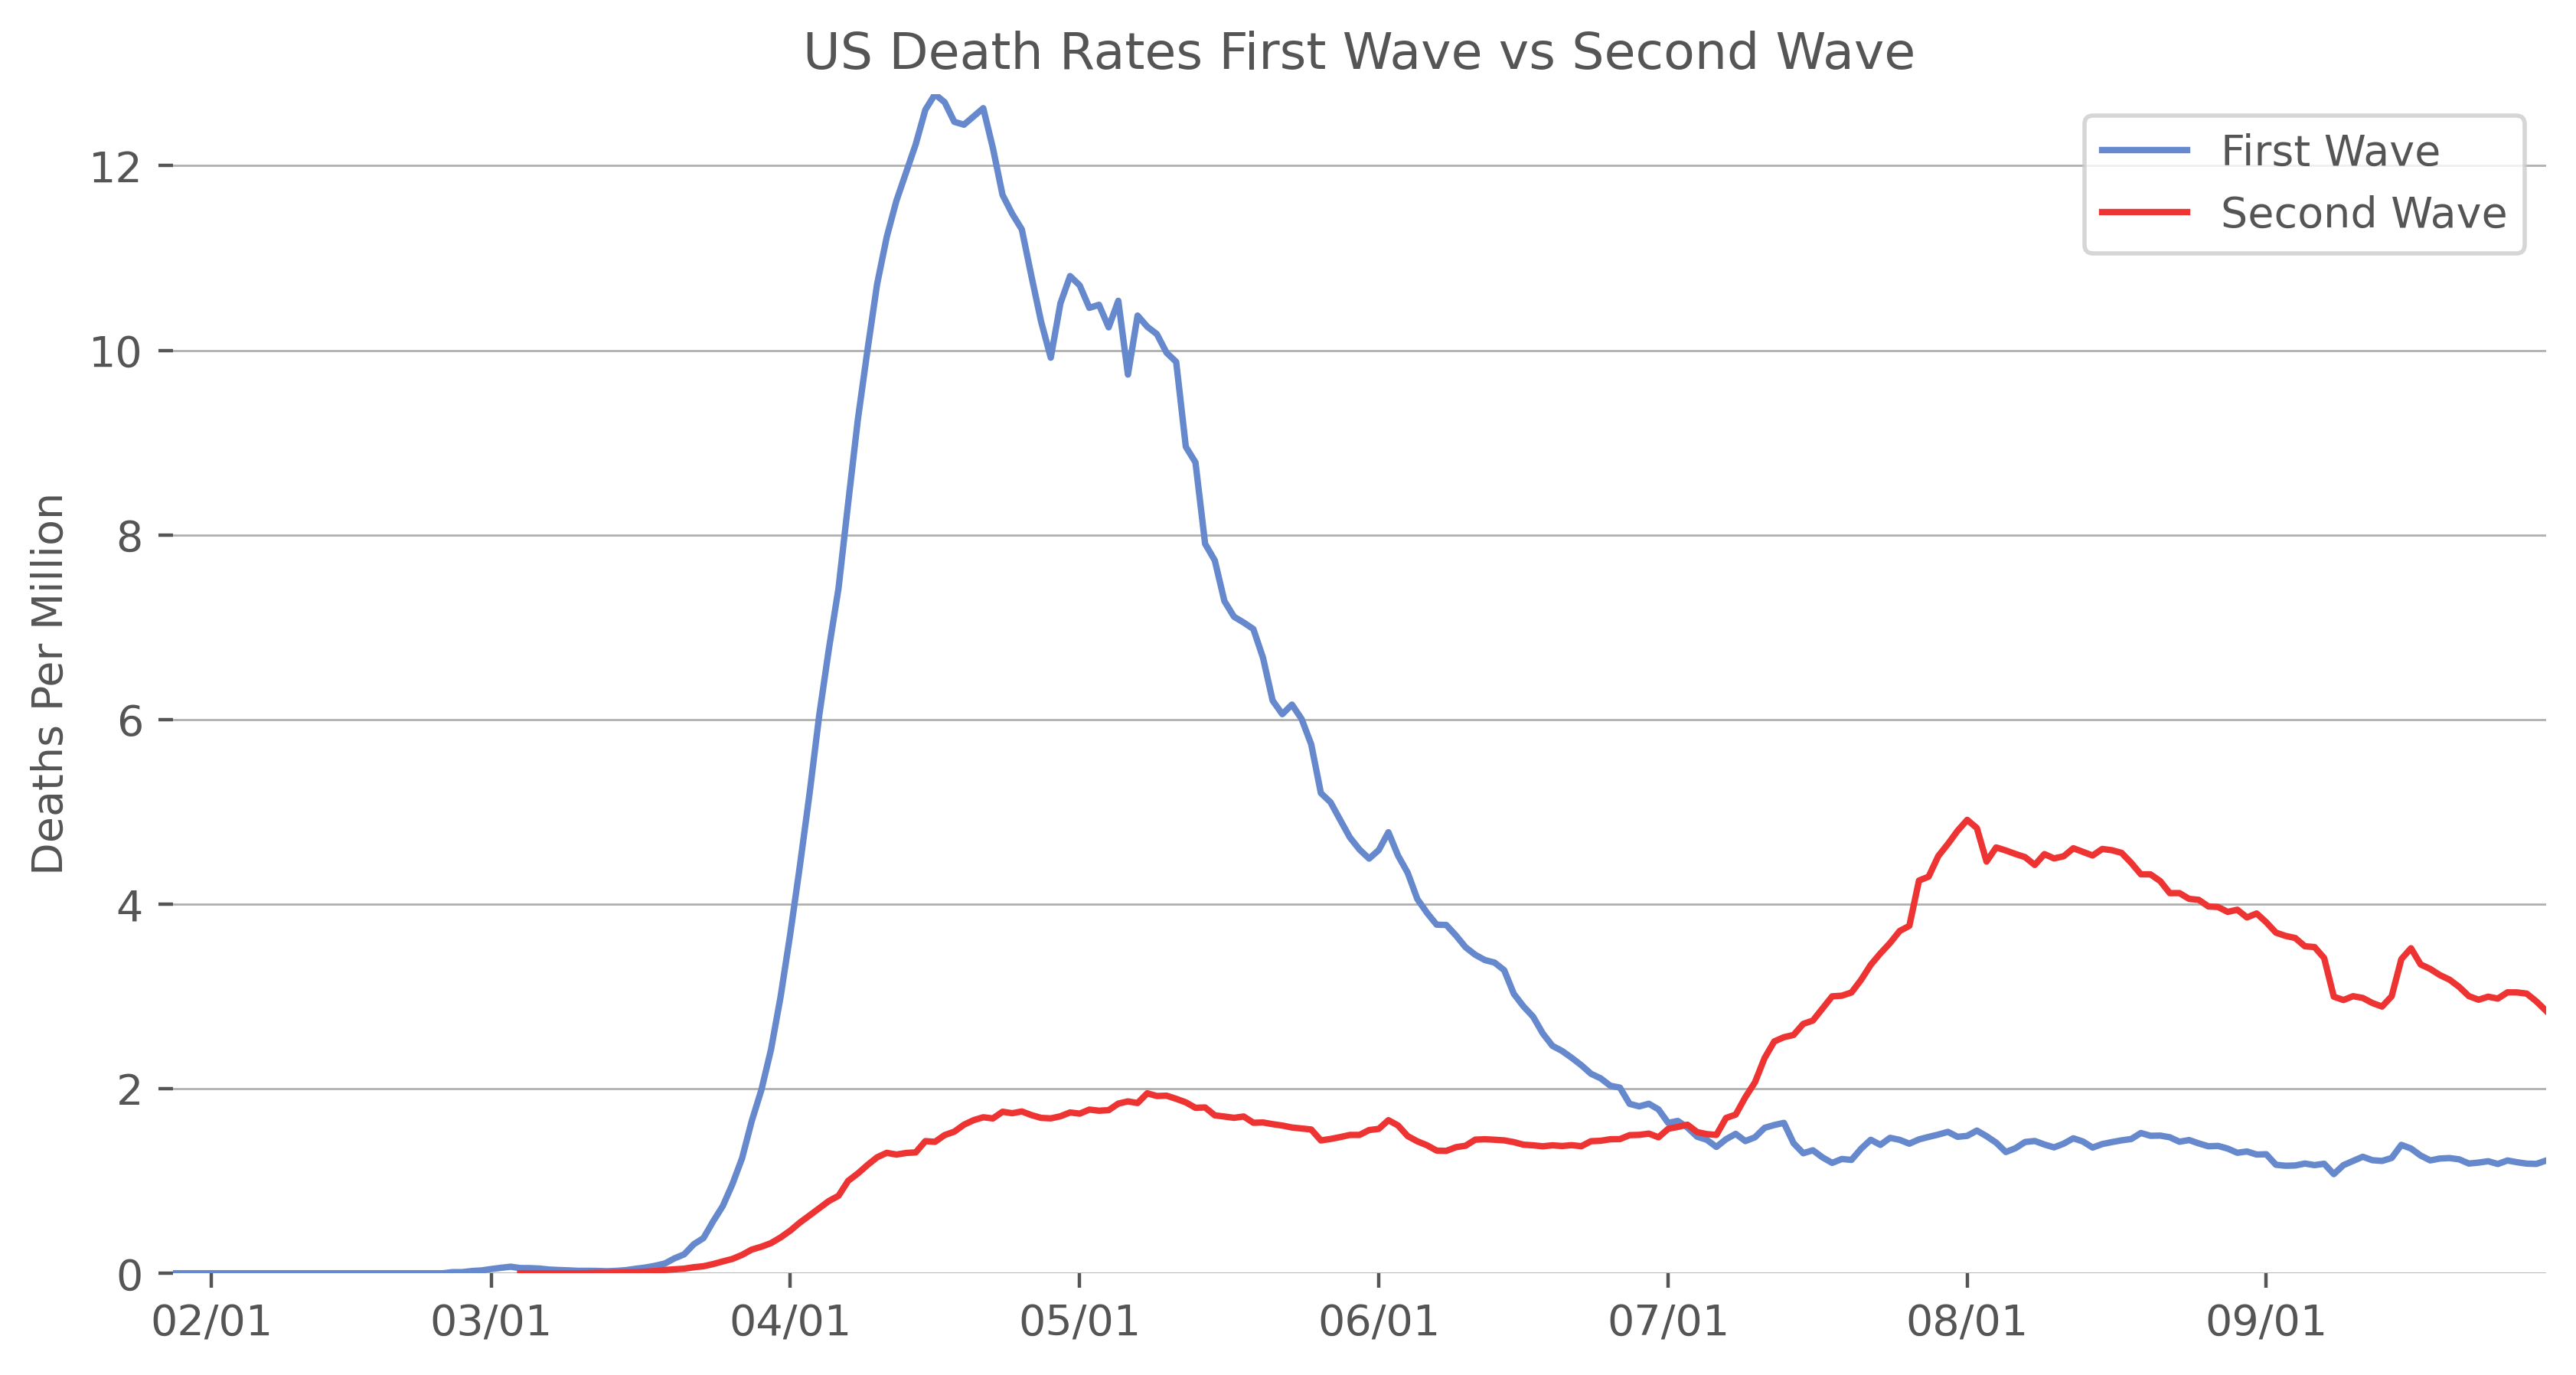 US Death Rates First Wave vs Second Wave
First Wave
Second Wave
Deaths Per Million
12
10
8
6
4
2
0
02/01 03/01 04/01 05/01 06/01 07/01 08/01 09/01